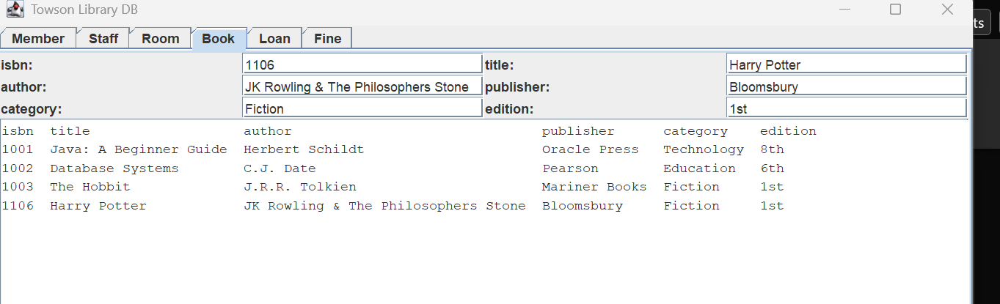 Towson Library DB
ts
Member Staff Room Book Loan Fine
isbn: 1106 title: Harry Potter
author: JK Rowling & The Philosophers Stone publisher: Bloomsbury
category: Fiction edition: 1st
isbn title author publisher category edition
1001 Java: A Beginner Guide Herbert Schildt Oracle Press Technology 8th
1002 Database Systems C.J. Date Pearson Education 6th
1003 The Hobbit J.R.R. Tolkien Mariner Books Fiction 1st
1106 Harry Potter JK Rowling & The Philosophers Stone Bloomsbury Fiction 1st